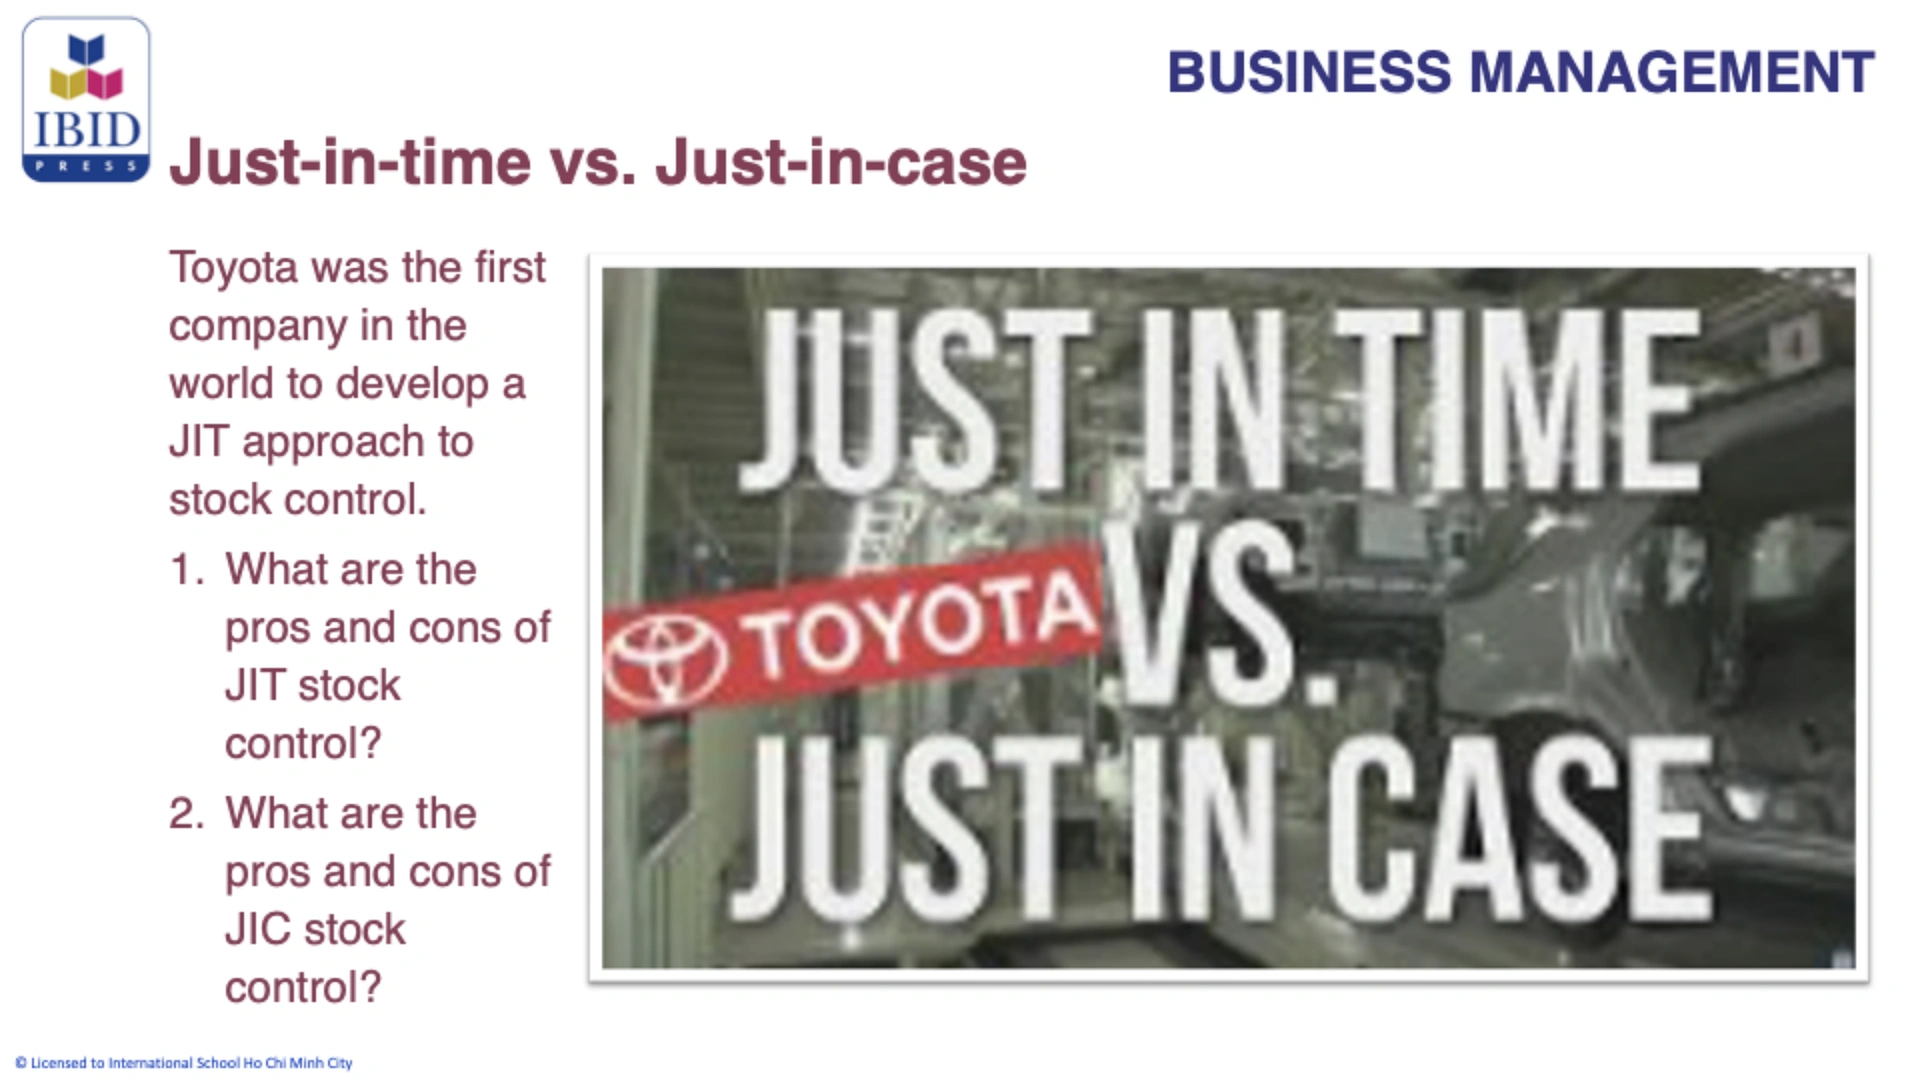 IBID
PRESS
BUSINESS MANAGEMENT
Just-in-time vs. Just-in-case
Toyota was the first
company in the
world to develop a
JIT approach to
stock control.
1. What are the
pros and cons of
JIT stock
control?
2. What are the
pros and cons of
JIC stock
control?
JUST IN TIME
TOYOTA VS.
JUST IN CASE
4
© Licensed to International School Ho Chi Minh City